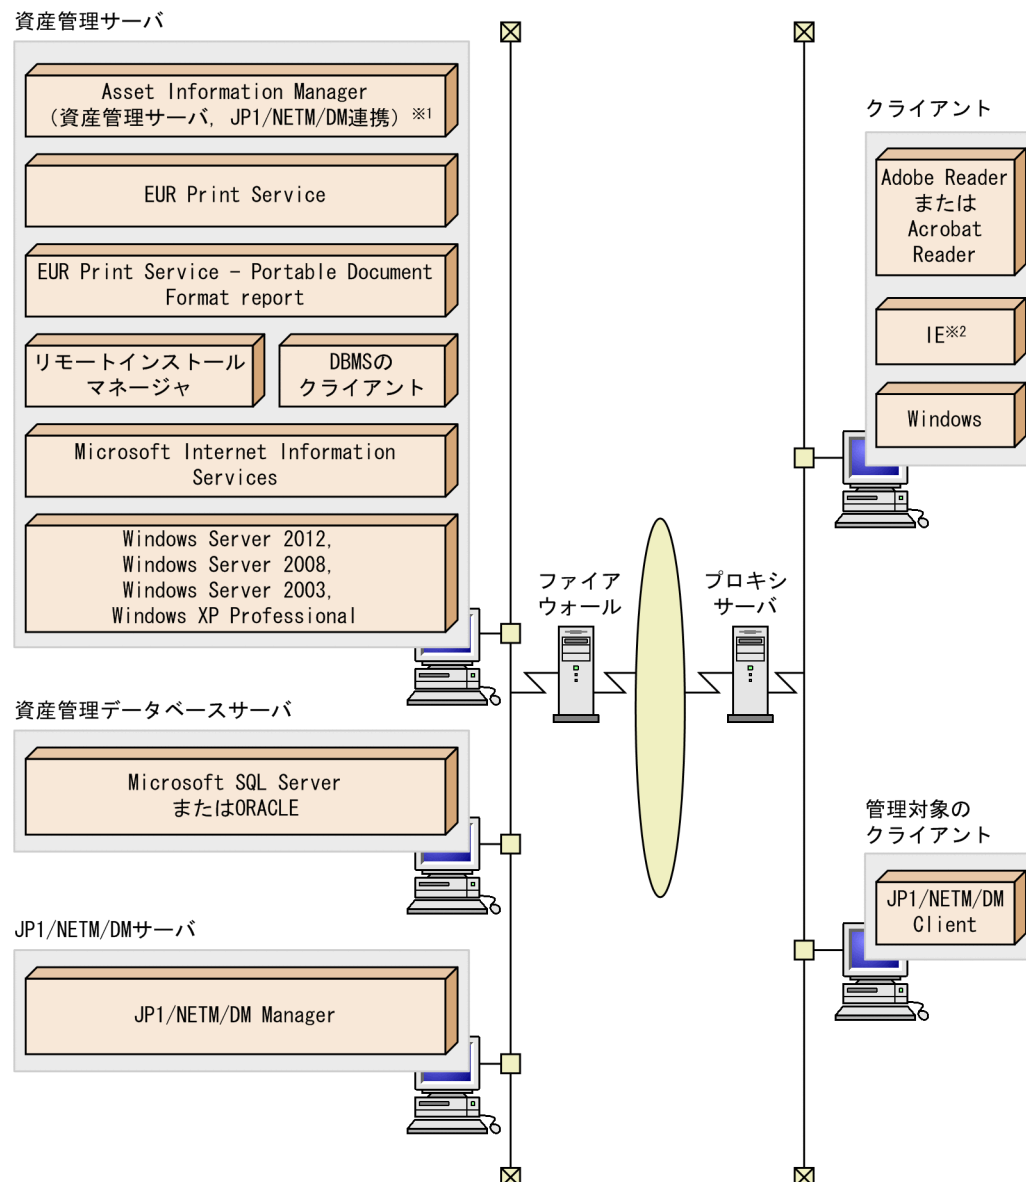 資産管理サーバ
Asset Information Manager
(資産管理サーバ, JP1/NETM/DM連携) ※1
EUR Print Service
EUR Print Service － Portable Document
Format report
リモートインストール
マネージャ
DBMSの
クライアント
Microsoft Internet Information
Services
Windows Server 2012,
Windows Server 2008,
Windows Server 2003,
Windows XP Professional
資産管理データベースサーバ
Microsoft SQL Server
またはORACLE
JP1/NETM/DMサーバ
JP1/NETM/DM Manager
ファイア
ウォール
プロキシ
サーバ
クライアント
Adobe Reader
または
Acrobat
Reader
IE※2
Windows
管理対象の
クライアント
JP1/NETM/DM
Client